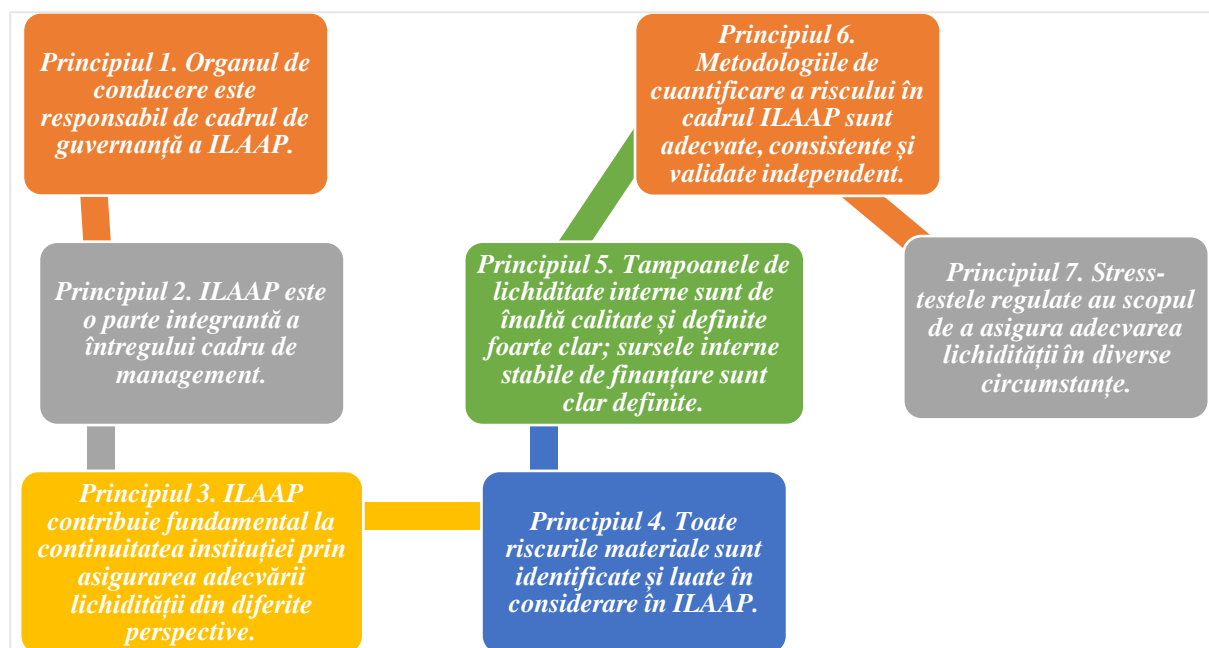 Principiul 1. Organul de
conducere este
responsabil de cadrul de
guvernanță a ILAAP.
Principiul 2. ILAAP este
o parte integrantă a
întregului cadru de
management.
Principiul 3. ILAAP
contribuie fundamental la
continuitatea instituției prin
asigurarea adecvării
lichidității din diferite
perspective.
Principiul 4. Toate
riscurile materiale sunt
identificate și luate în
considerare în ILAAP.
Principiul 5. Tampoanele de
lichiditate interne sunt de
înaltă calitate și definite
foarte clar; sursele interne
stabile de finanțare sunt
clar definite.
Principiul 6.
Metodologiile de
cuantificare a riscului în
cadrul ILAAP sunt
adecvate, consistente și
validate independent.
Principiul 7. Stress-
testele regulate au scopul
de a asigura adecvarea
lichidității în diverse
circumstanțe.